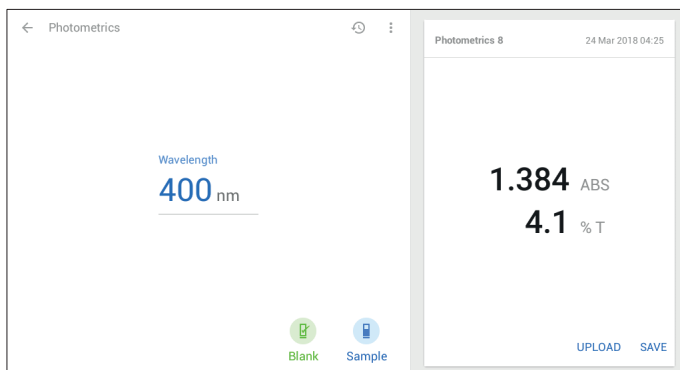 Photometrics
Wavelength
400 nm
Blank
Sample
Photometrics 8
24 Mar 2018 04:25
1.384 ABS
4.1 % T
UPLOAD
SAVE